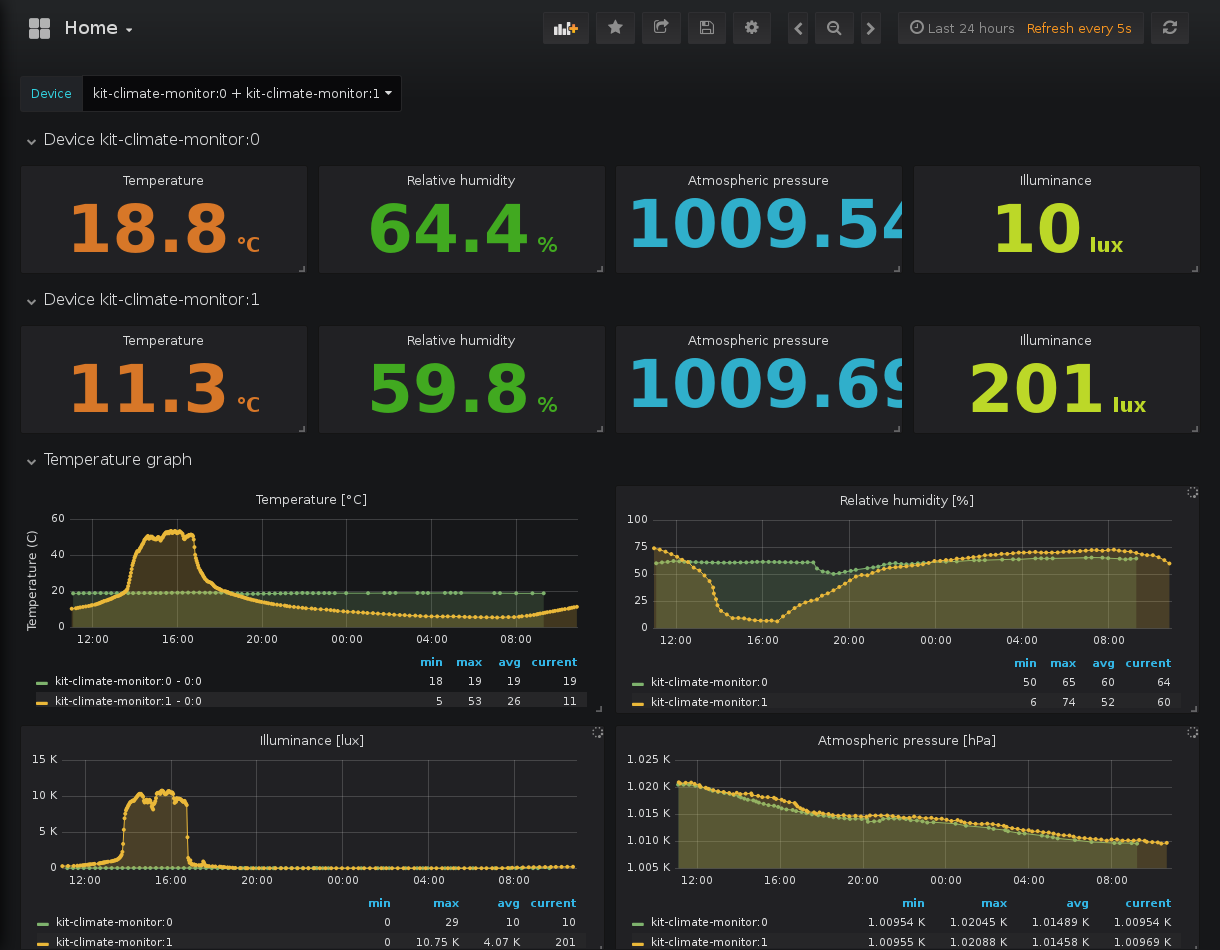 Home
Last 24 hours Refresh every 5s
Device kit-climate-monitor:0 + kit-climate-monitor:1
Device kit-climate-monitor:0
Temperature Relative humidity Atmospheric pressure Illuminance
18.8 °C 64.4 % 1009.54 10 lux
Device kit-climate-monitor:1
Temperature Relative humidity Atmospheric pressure Illuminance
11.3 °C 59.8 % 1009.69 201 lux
Temperature graph
Temperature [°C]
Temperature (C)
60
40
20
0
12:00 16:00 20:00 00:00 04:00 08:00
min max avg current
kit-climate-monitor:0 - 0:0 18 19 19 19
kit-climate-monitor:1 - 0:0 5 53 26 11
Relative humidity [%]
100
75
50
25
0
12:00 16:00 20:00 00:00 04:00 08:00
min max avg current
kit-climate-monitor:0 50 65 60 64
kit-climate-monitor:1 6 74 52 60
Illuminance [lux]
15 K
10 K
5 K
0
12:00 16:00 20:00 00:00 04:00 08:00
min max avg current
kit-climate-monitor:0 0 29 10 10
kit-climate-monitor:1 0 10.75 K 4.07 K 201
Atmospheric pressure [hPa]
1.025 K
1.020 K
1.015 K
1.010 K
1.005 K
12:00 16:00 20:00 00:00 04:00 08:00
min max avg current
kit-climate-monitor:0 1.00954 K 1.02045 K 1.01489 K 1.00954 K
kit-climate-monitor:1 1.00955 K 1.02088 K 1.01458 K 1.00969 K